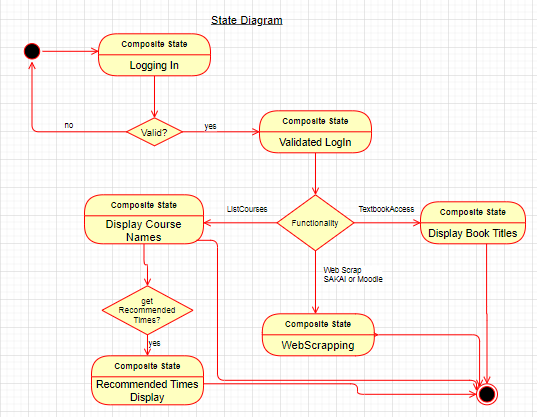 State Diagram
Composite State
Logging In
no
Valid?
yes
Composite State
Validated LogIn
Composite State
Display Course
Names
ListCourses
Functionality
TextbookAccess
Composite State
Display Book Titles
Web Scrap
SAKAI or Moodle
get
Recommended
Times?
yes
Composite State
WebScrapping
Composite State
Recommended Times
Display